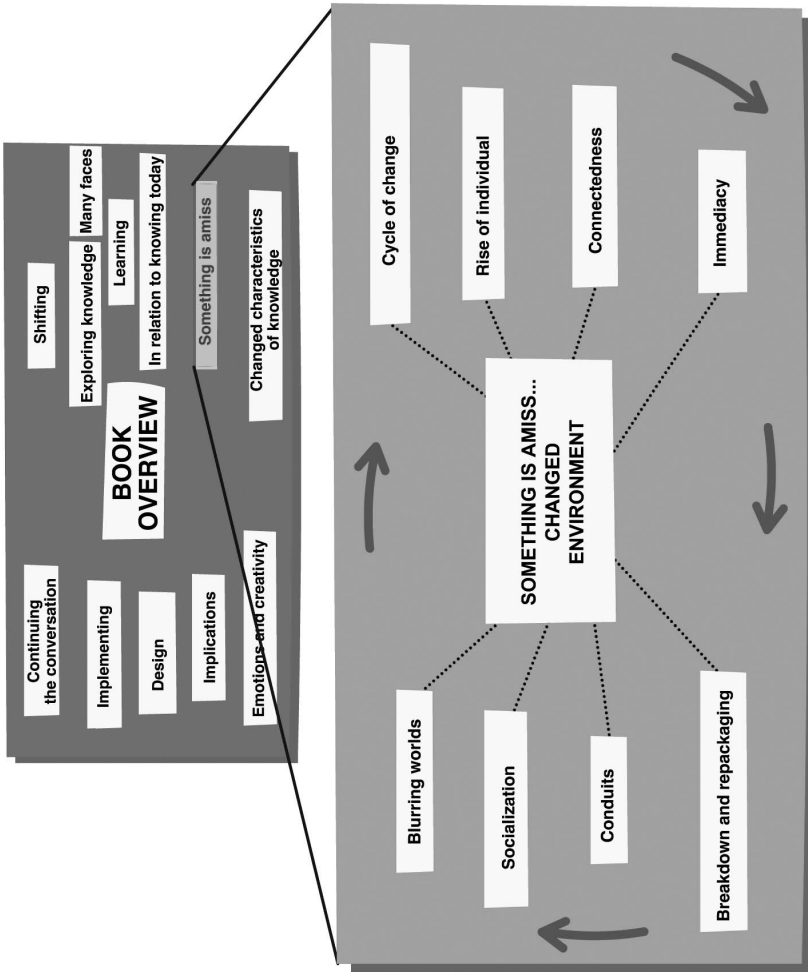 BOOK
OVERVIEW
Shifting
Exploring knowledge
Many faces
Learning
In relation to knowing today
Something is amiss
Changed characteristics
of knowledge
Emotions and creativity
Implications
Design
Implementing
Continuing
the conversation
SOMETHING IS AMISS...
CHANGED
ENVIRONMENT
Cycle of change
Rise of individual
Connectedness
Immediacy
Breakdown and repackaging
Conduits
Socialization
Blurring worlds